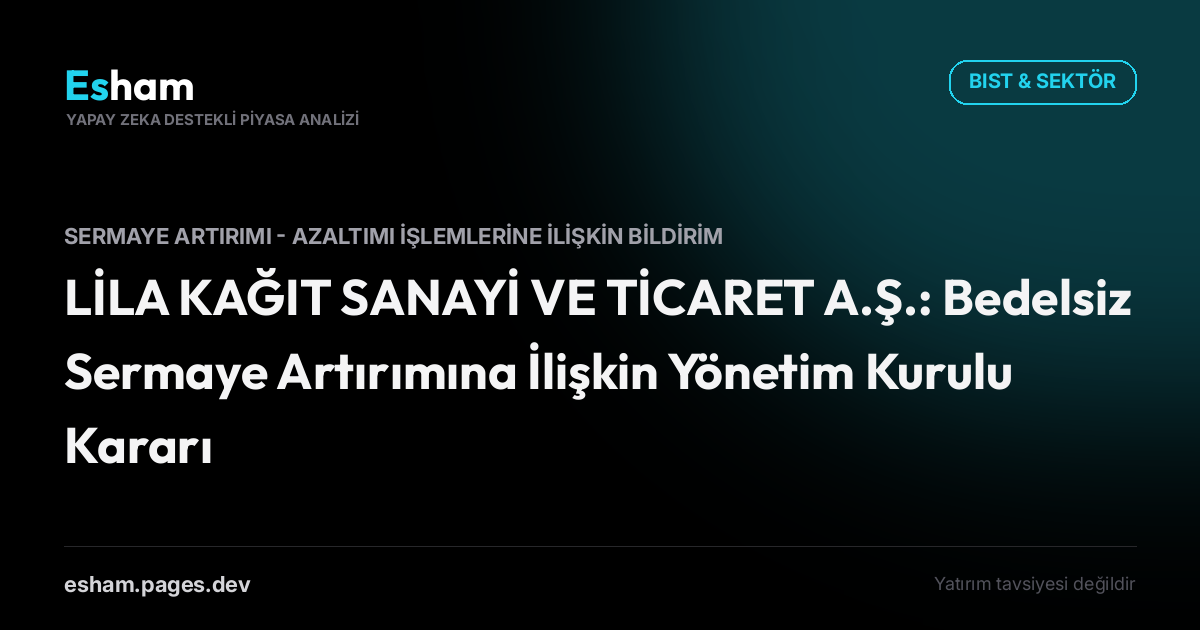 Esham
BIST & SEKTÖR
YAPAY ZEKA DESTEKLİ PİYASA ANALİZİ
SERMAYE ARTIRIMI - AZALTIMI İŞLEMLERİNE İLİŞKİN BİLDİRİM
LİLA KAĞIT SANAYİ VE TİCARET A.Ş.: Bedelsiz
Sermaye Artırımına İlişkin Yönetim Kurulu
Kararı
esham.pages.dev
Yatırım tavsiyesi değildir